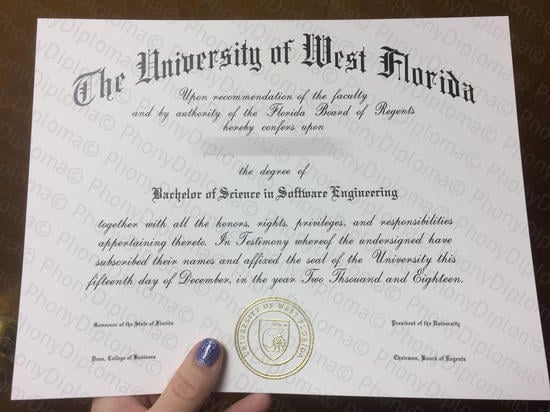 The University of West Florida
Upon recommendation of the faculty
and by authority of the Florida Board of Regents
hereby confers upon
the degree of
Bachelor of Science in Software Engineering
together with all the honors, rights, privileges, and responsibilities
appertaining thereto. In Testimony whereof the undersigned have
subscribed their names and affixed the seal of the University this
fifteenth day of December, in the year Two Thousand and Eighteen.
Governor of the State of Florida
President of the University
UNIVERSITY OF WEST FLORIDA
Dean, College of Business
Chairman, Board of Regents
PhonyDiploma©